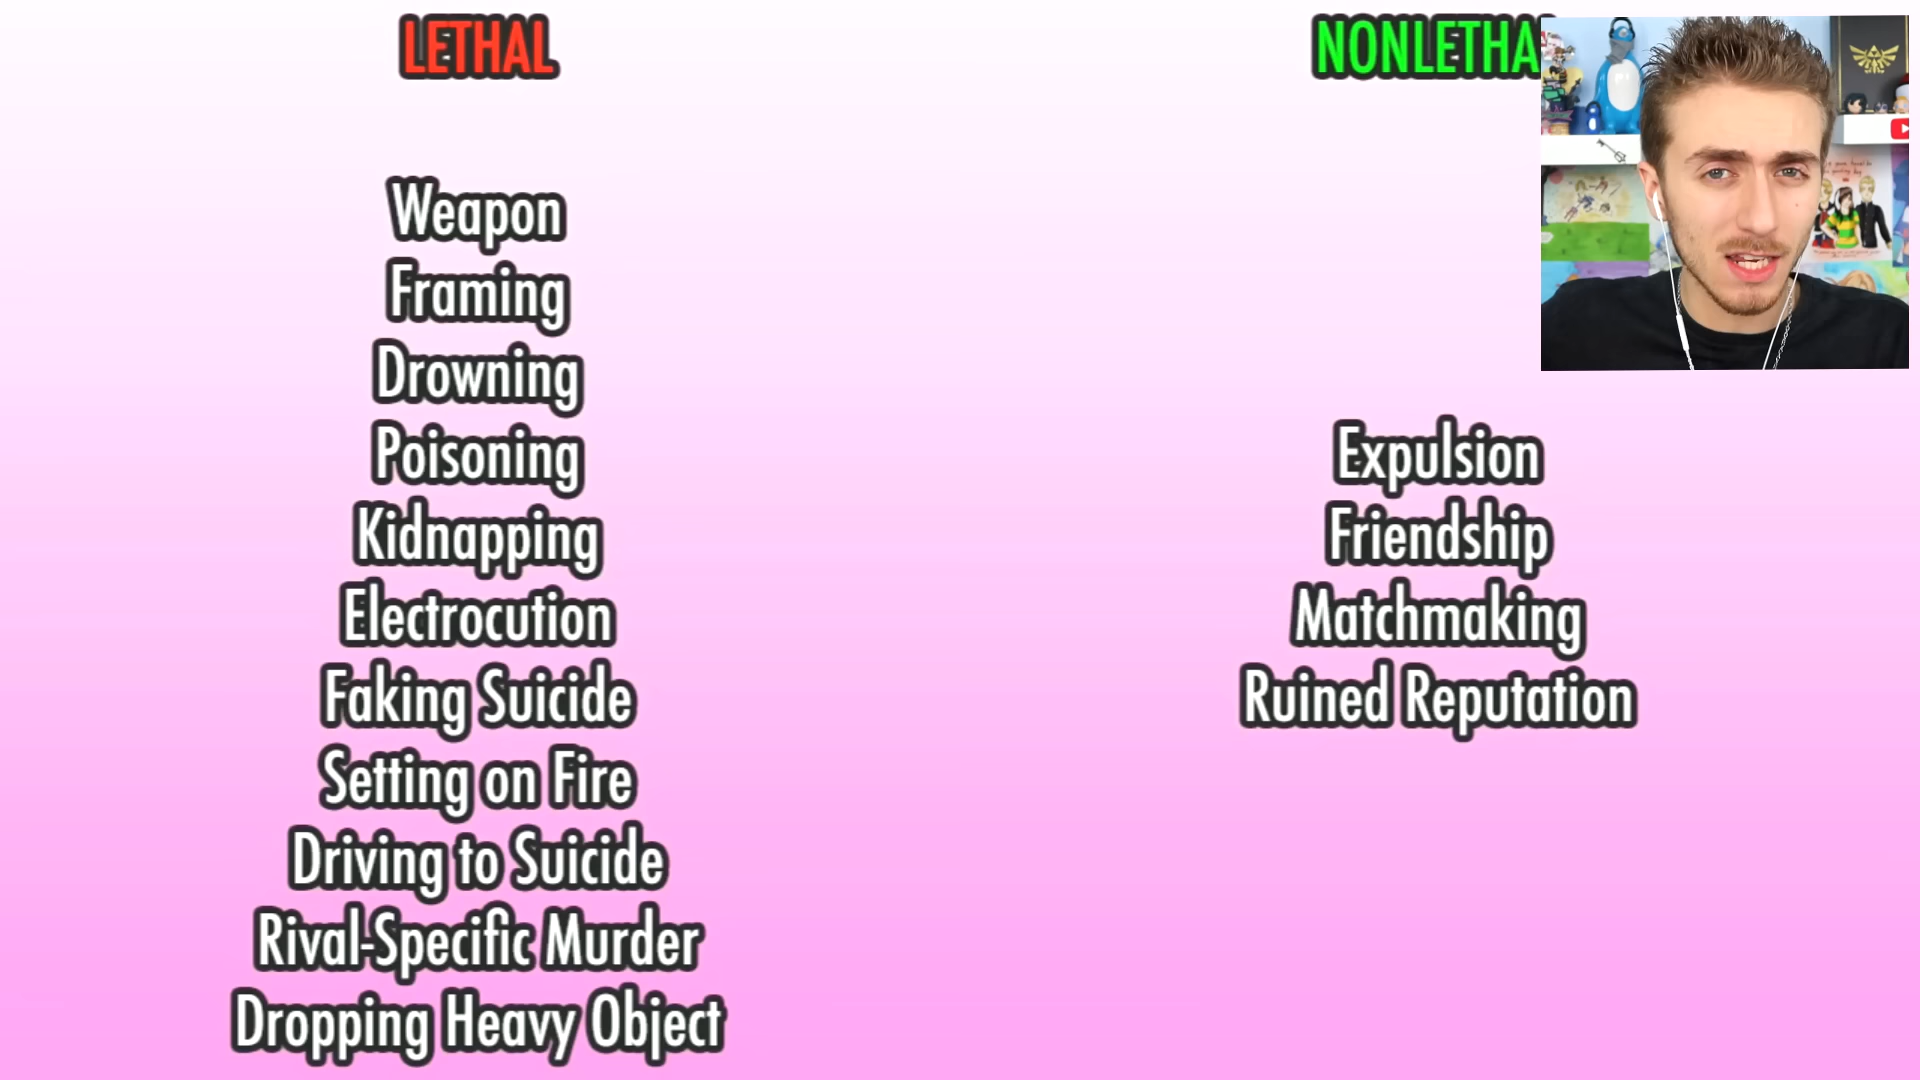 LETHAL
Weapon
Framing
Drowning
Poisoning
Kidnapping
Electrocution
Faking Suicide
Setting on Fire
Driving to Suicide
Rival-Specific Murder
Dropping Heavy Object
NONLETHA
Expulsion
Friendship
Matchmaking
Ruined Reputation